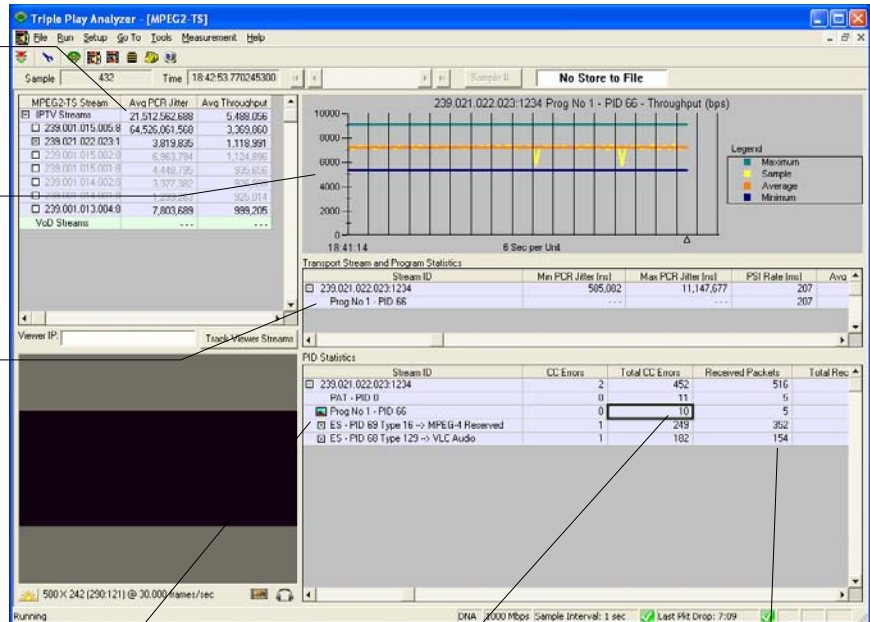 Triple Play Analyzer - [MPEG2-TS]
File Run Setup Go To Tools Measurement Help
Sample 432 Time 18:42:53.770245300 Sample II No Store to File
MPEG2-TS Stream Avg PCR Jitter Avg Throughput
IPTV Streams 21,512,562,688 5,488,056
239.001.015.005:8 64,526,061,568 3,369,860
239.021.022.023:1 3,819,835 1,118,991
239.001.015.002:8 6,963,794 1,124,896
239.001.015.001:8 4,448,795 935,656
239.001.014.002:8 3,377,382
925,014
239.001.013.004:8 7,803,689 999,205
VoD Streams --- ---
Viewer IP: Track Viewer Streams
239.021.022.023:1234 Prog No 1 - PID 66 - Throughput (bps)
10000
8000
6000
4000
2000
0
18:41:14 6 Sec per Unit
Legend
Maximum
Sample
Average
Minimum
Transport Stream and Program Statistics
Stream ID Min PCR Jitter [ns] Max PCR Jitter [ns] PSI Rate [ms] Avg
239.021.022.023:1234 505,002 11,147,677 207
Prog No 1 - PID 66 --- --- 207
PID Statistics
Stream ID CC Errors Total CC Errors Received Packets Total Rec
239.021.022.023:1234 2 452 516
PAT - PID 0 0 11 5
Prog No 1 - PID 66 0 10 5
ES - PID 69 Type 16 --> MPEG-4 Reserved 1 249 352
ES - PID 68 Type 129 --> VLC Audio 1 182 154
500 X 242 (290:121) @ 30.000 frames/sec
Running DNA 1000 Mbps Sample Interval: 1 sec Last Pkt Drop: 7:09